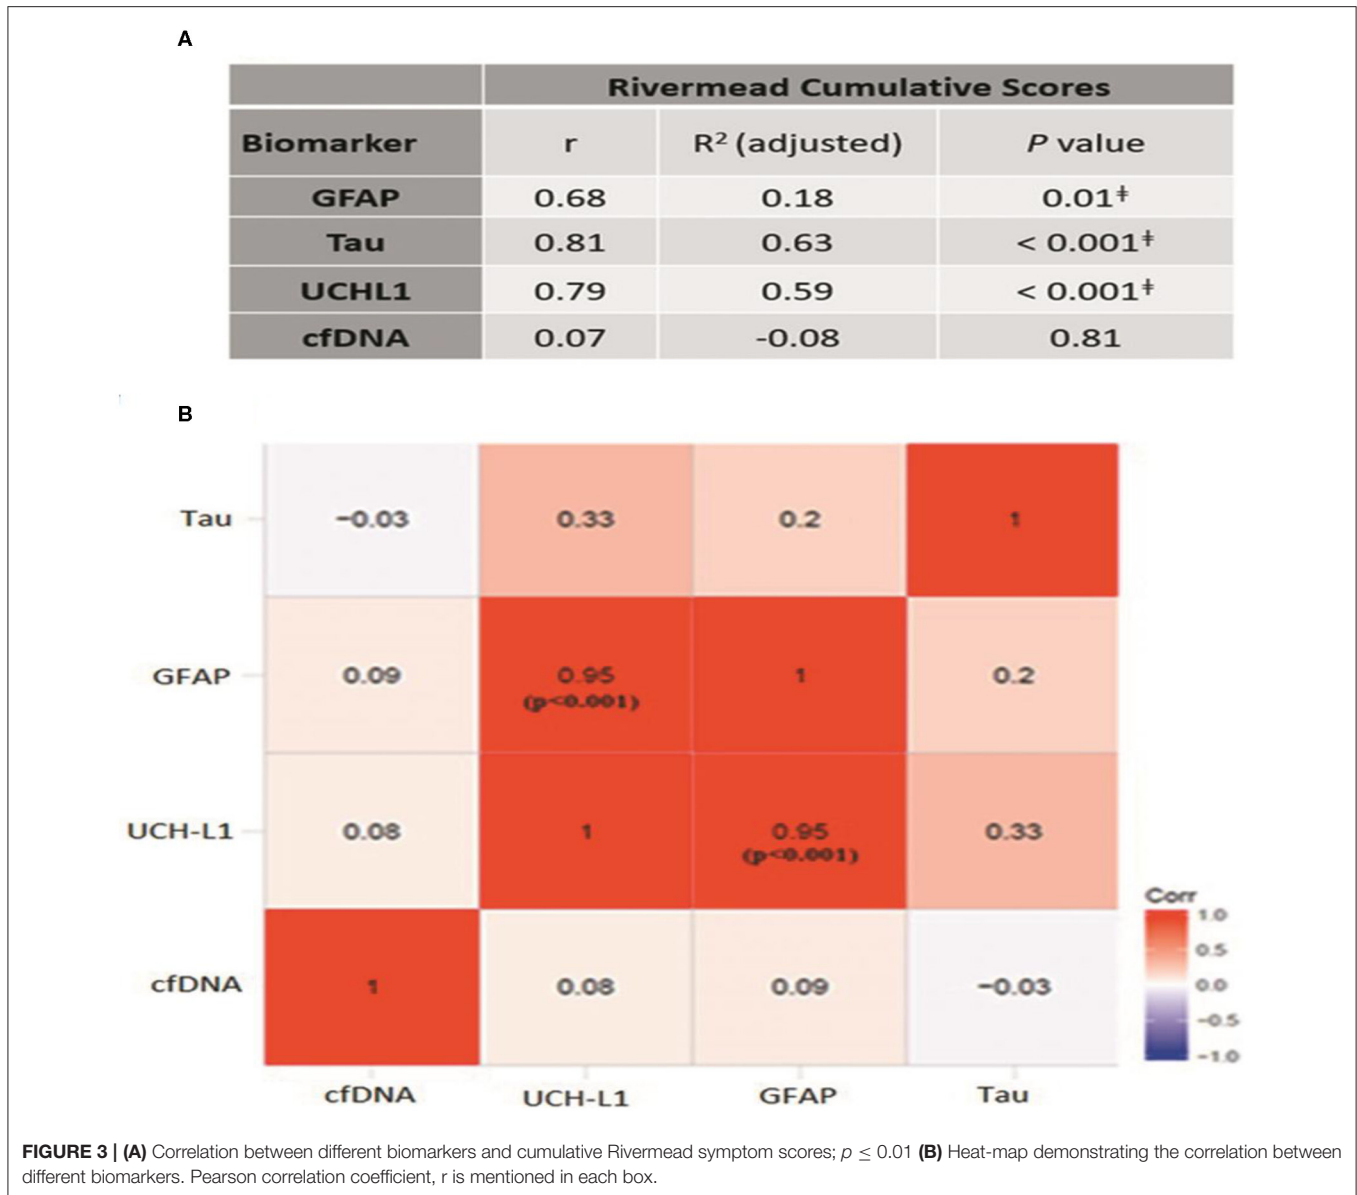 A
Rivermead Cumulative Scores
Biomarker r R² (adjusted) P value
GFAP 0.68 0.18 0.01ǂ
Tau 0.81 0.63 < 0.001ǂ
UCHL1 0.79 0.59 < 0.001ǂ
cfDNA 0.07 -0.08 0.81
B
Tau −0.03 0.33 0.2 1
GFAP 0.09 0.95 1 0.2
(p<0.001)
UCH-L1 0.08 1 0.95 0.33
(p<0.001)
Corr
1.0
0.5
0.0
−0.5
−1.0
cfDNA 1 0.08 0.09 −0.03
cfDNA UCH-L1 GFAP Tau
FIGURE 3 | (A) Correlation between different biomarkers and cumulative Rivermead symptom scores; p ≤ 0.01 (B) Heat-map demonstrating the correlation between
different biomarkers. Pearson correlation coefficient, r is mentioned in each box.